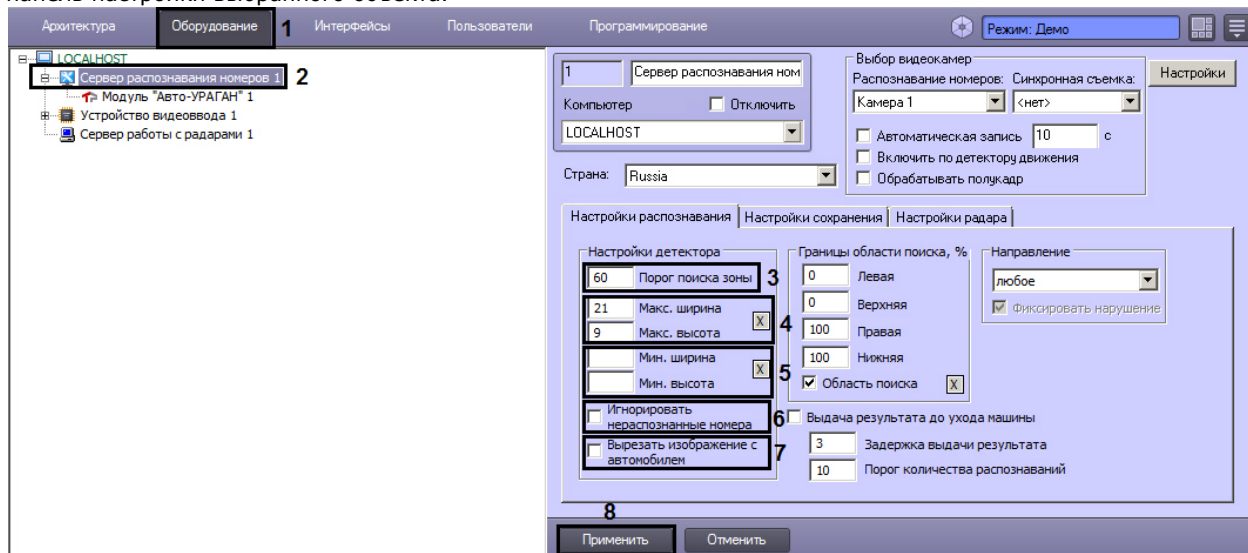 панель настройки выбранного объекта.
Архитектура Оборудование 1 Интерфейсы Пользователи Программирование Режим: Демо
LOCALHOST
Сервер распознавания номеров 1 2
Модуль "Авто-УРАГАН" 1
Устройство видеоввода 1
Сервер работы с радарами 1
1 Сервер распознавания ном
Компьютер Отключить
LOCALHOST
Страна: Russia
Выбор видеокамер
Распознавание номеров: Синхронная съемка:
Камера 1 <нет>
Автоматическая запись 10 с
Включить по детектору движения
Обрабатывать полукадр
Настройки
Настройки распознавания Настройки сохранения Настройки радара
Настройки детектора
60 Порог поиска зоны 3
21 Макс. ширина
9 Макс. высота
X 4
Мин. ширина
Мин. высота
X 5
Игнорировать
нераспознанные номера 6
Вырезать изображение с
автомобилем 7
Границы области поиска, %
0 Левая
0 Верхняя
100 Правая
100 Нижняя
Область поиска X
Направление
любое
Фиксировать нарушение
Выдача результата до ухода машины
3 Задержка выдачи результата
10 Порог количества распознаваний
8
Применить Отменить